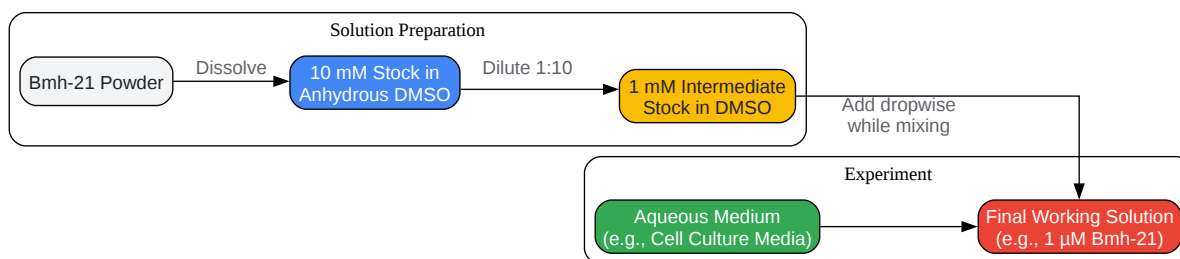 Solution Preparation
Bmh-21 Powder
Dissolve
10 mM Stock in
Anhydrous DMSO
Dilute 1:10
1 mM Intermediate
Stock in DMSO
Add dropwise
while mixing
Experiment
Aqueous Medium
(e.g., Cell Culture Media)
Final Working Solution
(e.g., 1 µM Bmh-21)